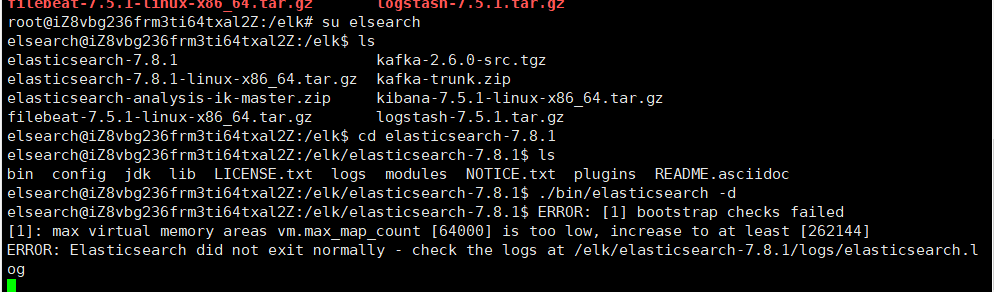 filebeat-7.5.1-linux-x86_64.tar.gz logstash-7.5.1.tar.gz
root@iZ8vbg236frm3ti64txal2Z:/elk# su elsearch
elsearch@iZ8vbg236frm3ti64txal2Z:/elk$ ls
elasticsearch-7.8.1 kafka-2.6.0-src.tgz
elasticsearch-7.8.1-linux-x86_64.tar.gz kafka-trunk.zip
elasticsearch-analysis-ik-master.zip kibana-7.5.1-linux-x86_64.tar.gz
filebeat-7.5.1-linux-x86_64.tar.gz logstash-7.5.1.tar.gz
elsearch@iZ8vbg236frm3ti64txal2Z:/elk$ cd elasticsearch-7.8.1
elsearch@iZ8vbg236frm3ti64txal2Z:/elk/elasticsearch-7.8.1$ ls
bin config jdk lib LICENSE.txt logs modules NOTICE.txt plugins README.asciidoc
elsearch@iZ8vbg236frm3ti64txal2Z:/elk/elasticsearch-7.8.1$ ./bin/elasticsearch -d
elsearch@iZ8vbg236frm3ti64txal2Z:/elk/elasticsearch-7.8.1$ ERROR: [1] bootstrap checks failed
[1]: max virtual memory areas vm.max_map_count [64000] is too low, increase to at least [262144]
ERROR: Elasticsearch did not exit normally - check the logs at /elk/elasticsearch-7.8.1/logs/elasticsearch.l
og